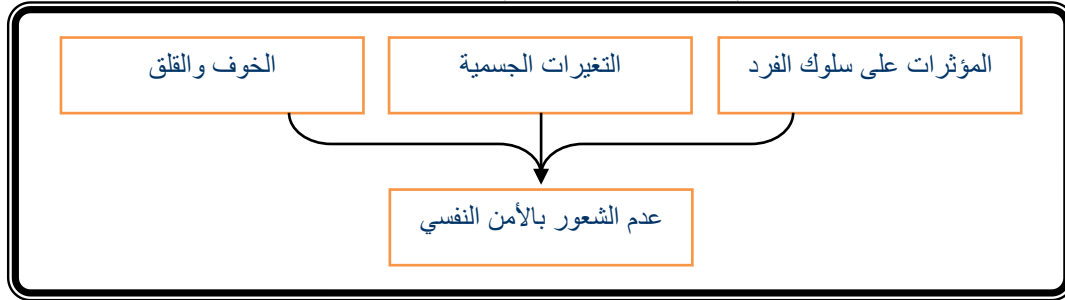 المؤثرات على سلوك الفرد
التغيرات الجسمية
الخوف والقلق
عدم الشعور بالأمن النفسي